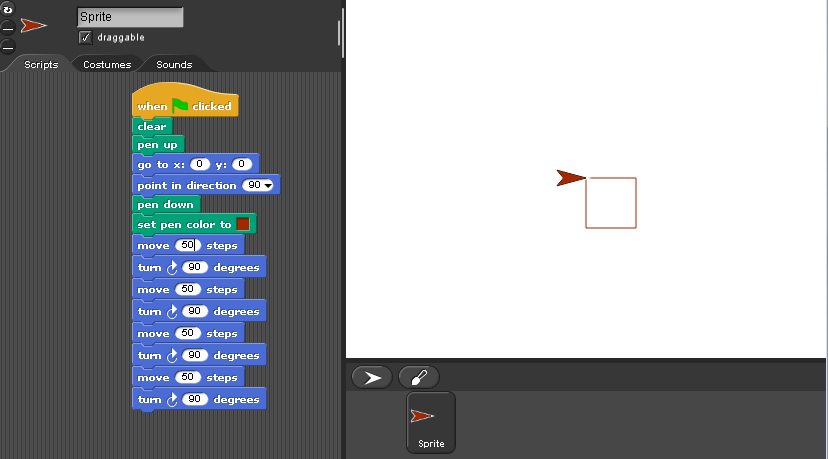 Sprite
draggable
Scripts Costumes Sounds
when clicked
clear
pen up
go to x: 0 y: 0
point in direction 90
pen down
set pen color to
move 50 steps
turn 90 degrees
move 50 steps
turn 90 degrees
move 50 steps
turn 90 degrees
move 50 steps
turn 90 degrees
Sprite